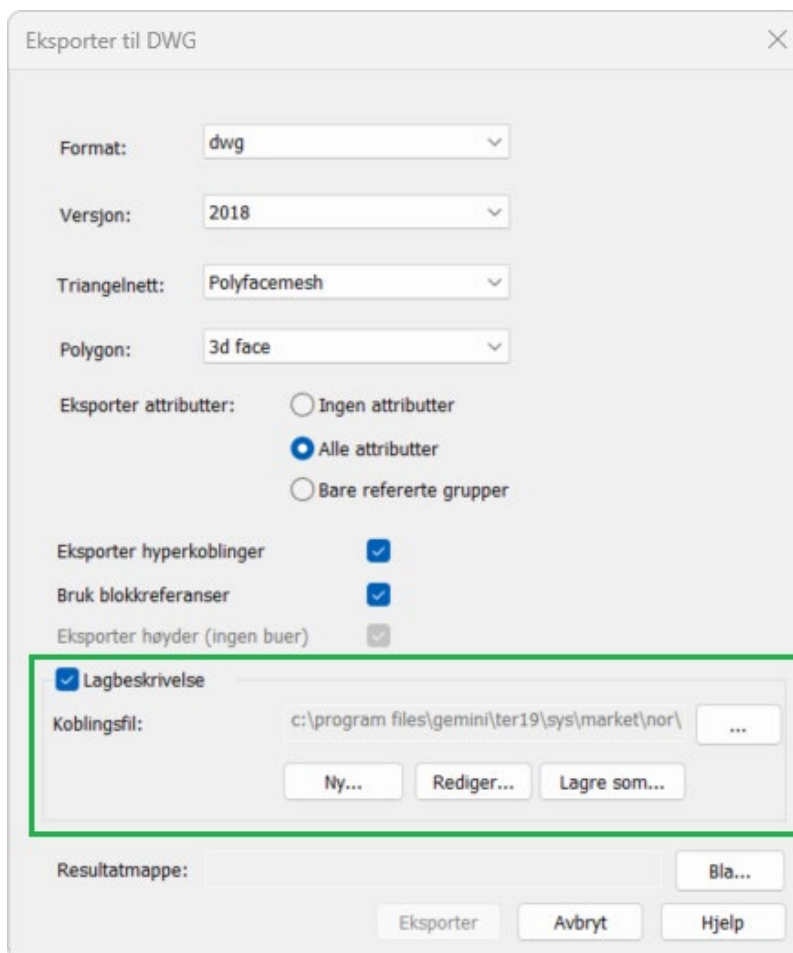 Eksporter til DWG
Format: dwg
Versjon: 2018
Triangelnett: Polyfacemesh
Polygon: 3d face
Eksporter attributter: Ingen attributter
Alle attributter
Bare refererte grupper
Eksporter hyperkoblinger
Bruk blokkreferanser
Eksporter høyder (ingen buer)
Lagbeskrivelse
Koblingsfil: c:\program files\gemini\ter19\sys\market\nor\ ...
Ny... Rediger... Lagre som...
Resultatmappe: Bla...
Eksporter Avbryt Hjelp